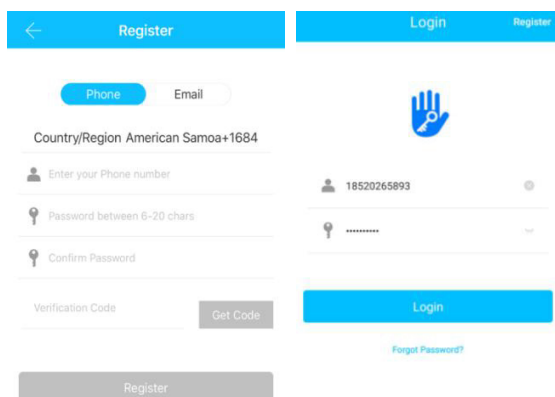 Register
Phone Email
Country/Region American Samoa+1684
Enter your Phone number
Password between 6-20 chars
Confirm Password
Verification Code Get Code
Register
Login Register
18520265893
••••••••••
Login
Forgot Password?